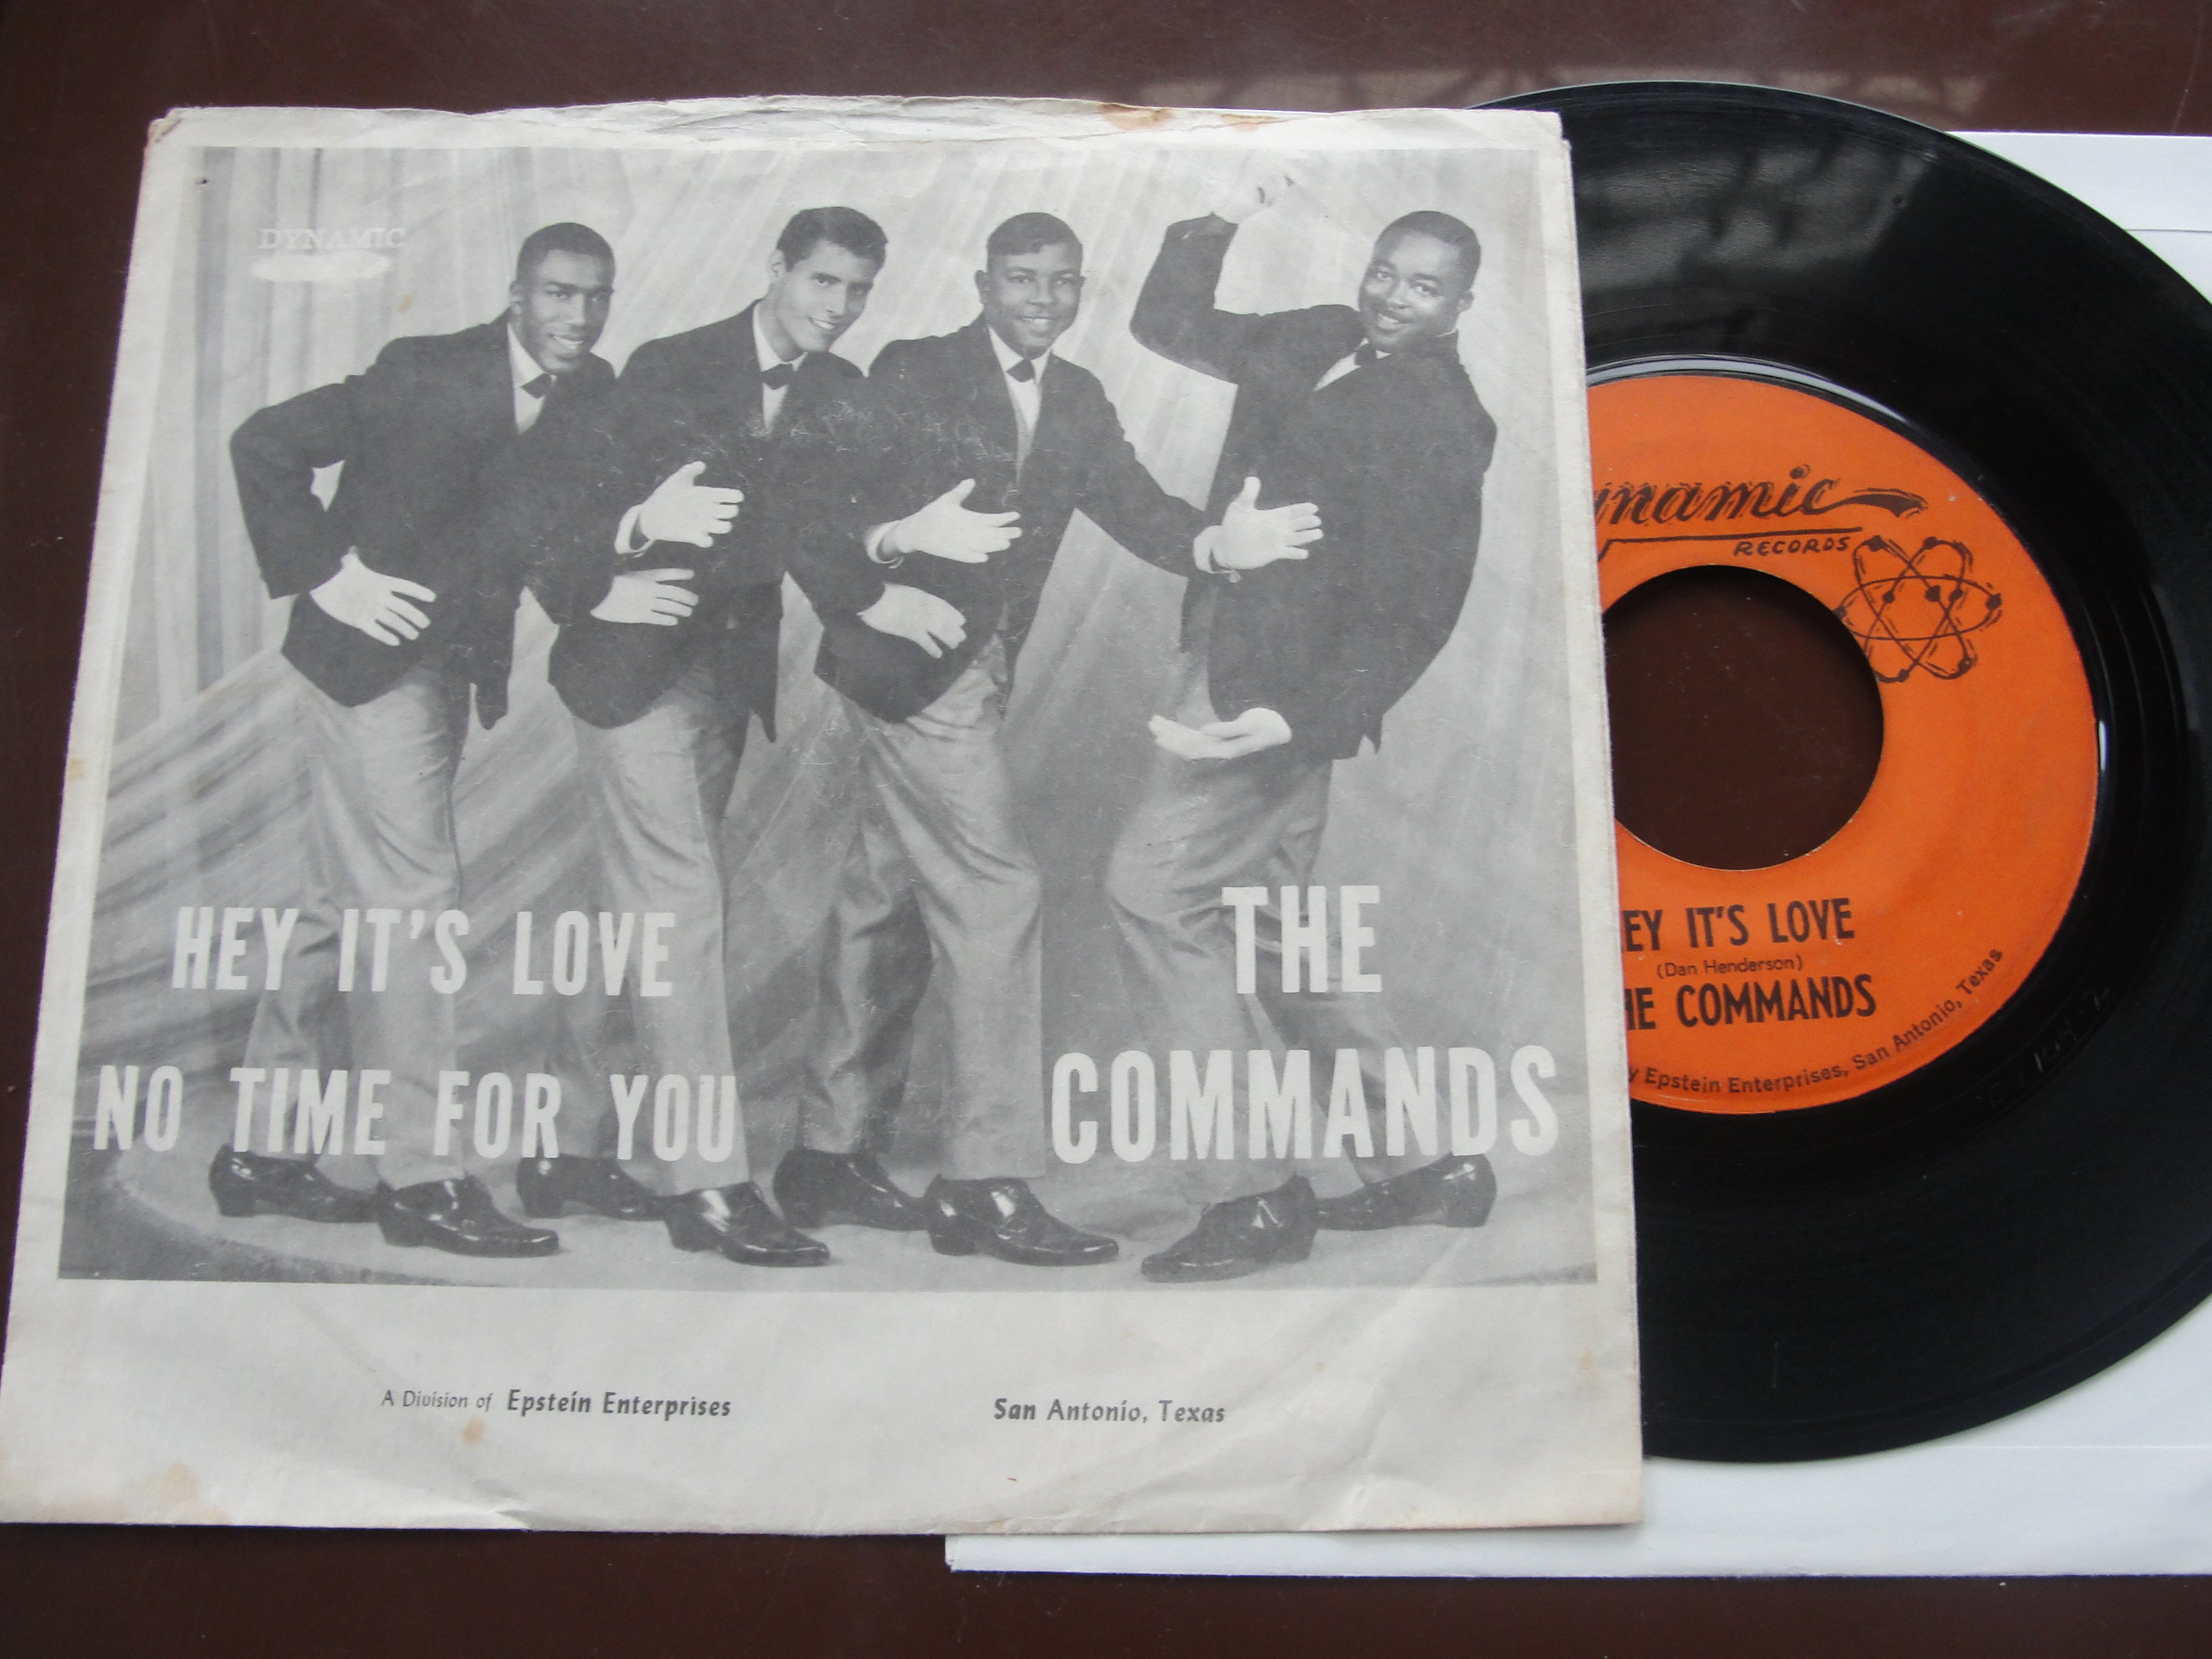 DYNAMIC
HEY IT'S LOVE
NO TIME FOR YOU
THE
COMMANDS
A Division of Epstein Enterprises
San Antonio, Texas
namic
RECORDS
EY IT'S LOVE
(Dan Henderson)
HE COMMANDS
y Epstein Enterprises, San Antonio, Texas